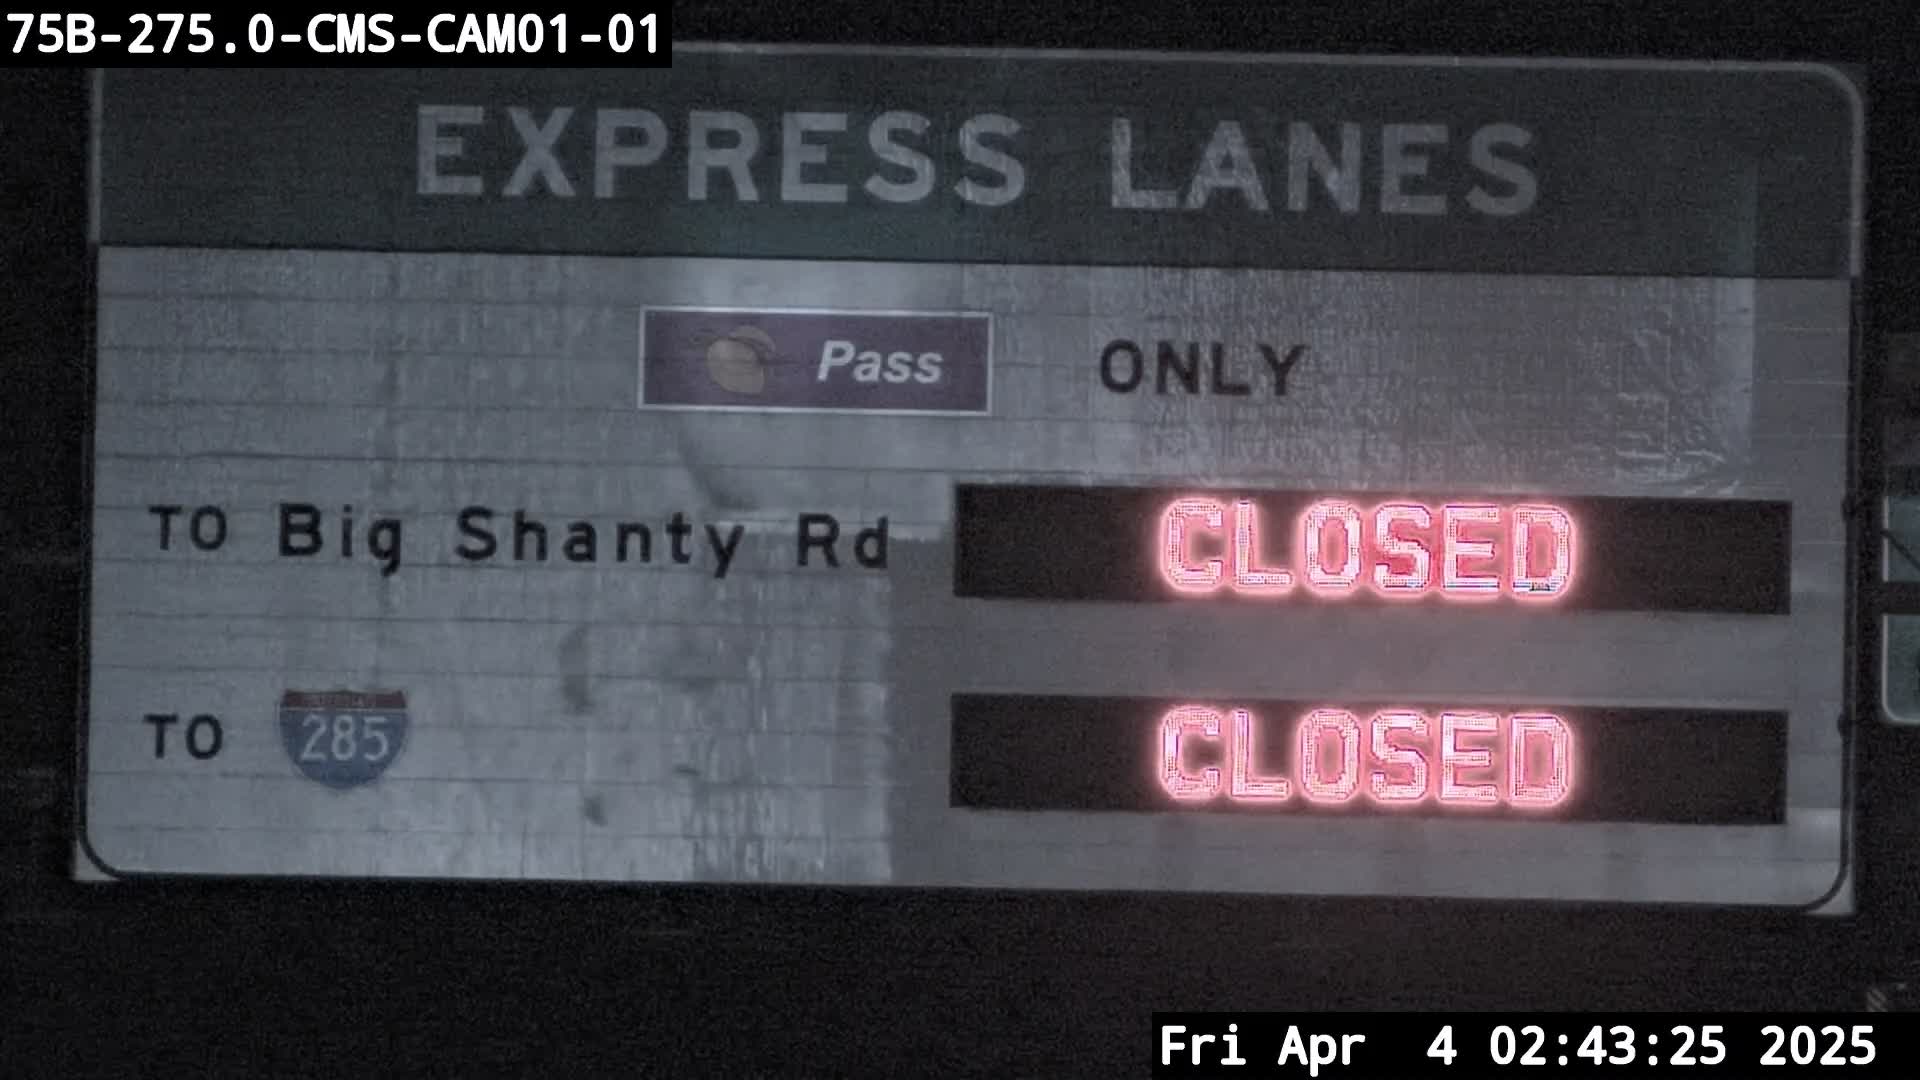 75B-275.0-CMS-CAM01-01
EXPRESS LANES
Pass ONLY
TO Big Shanty Rd CLOSED
TO 285 CLOSED
Fri Apr 4 02:43:25 2025